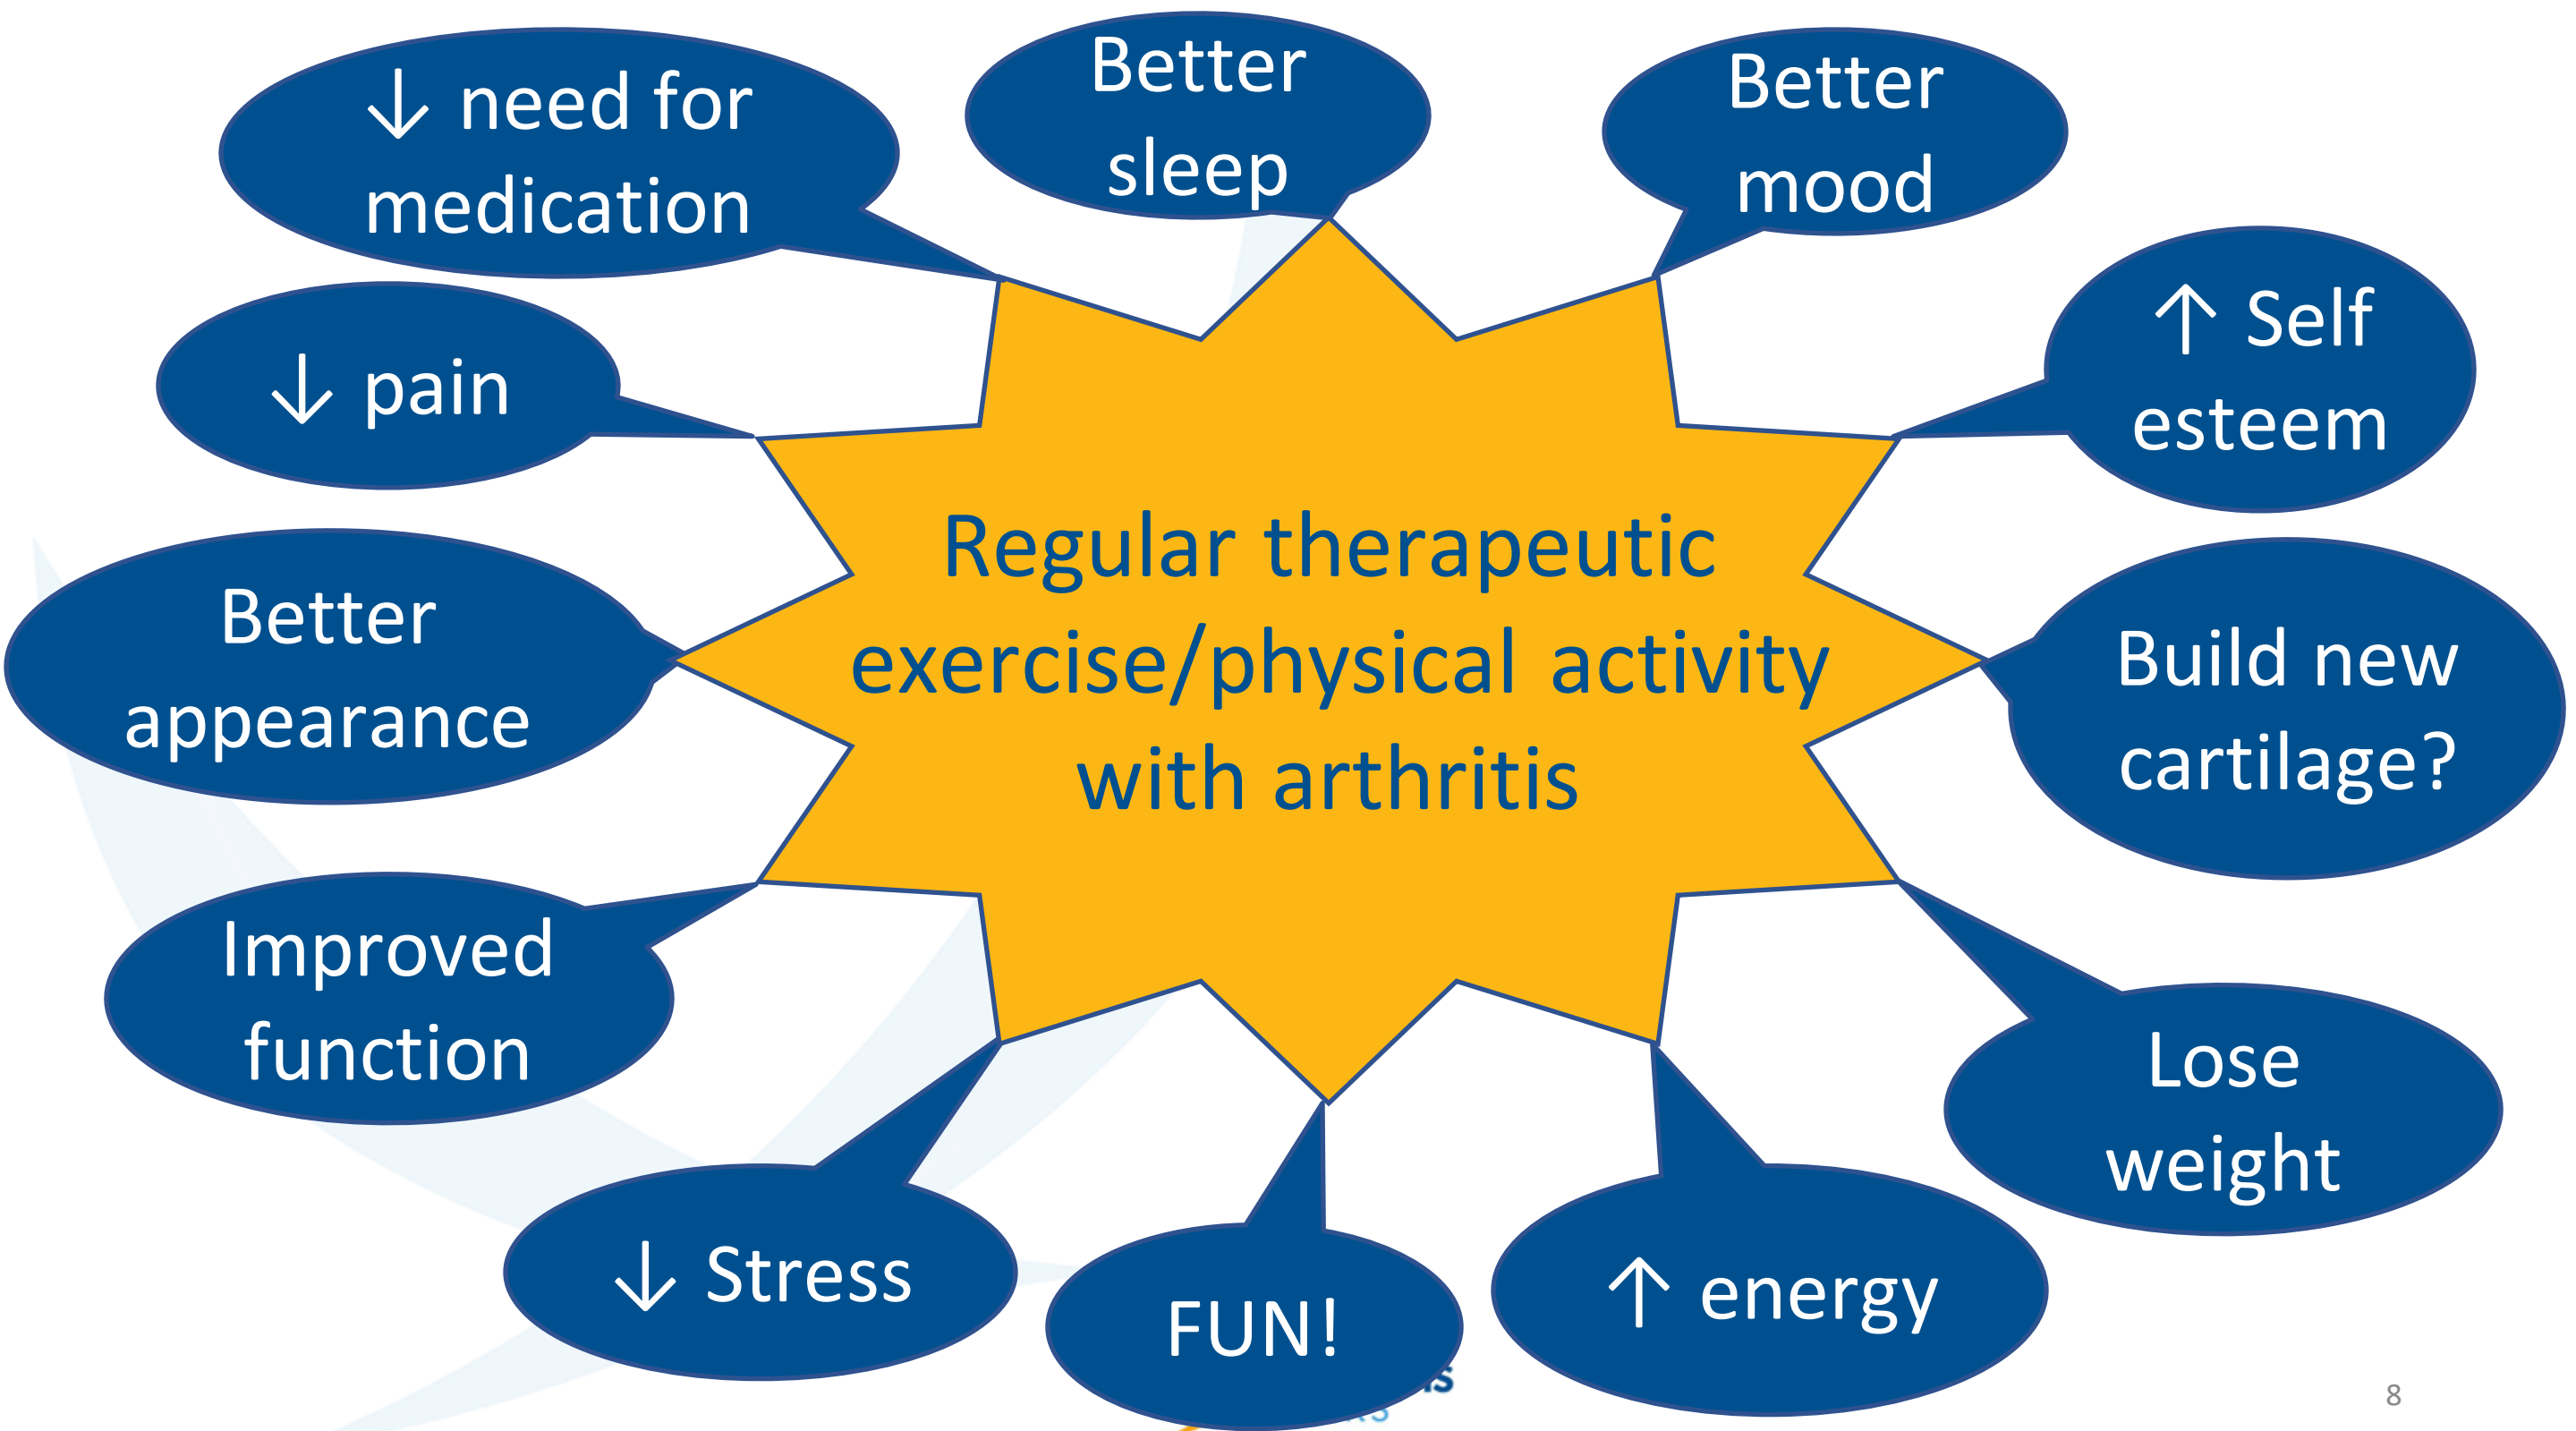 ↓ need for
medication
Better
sleep
Better
mood
↑ Self
esteem
↓ pain
Regular therapeutic
exercise/physical activity
with arthritis
Better
appearance
Build new
cartilage?
Improved
function
Lose
weight
↓ Stress
FUN!
↑ energy
8